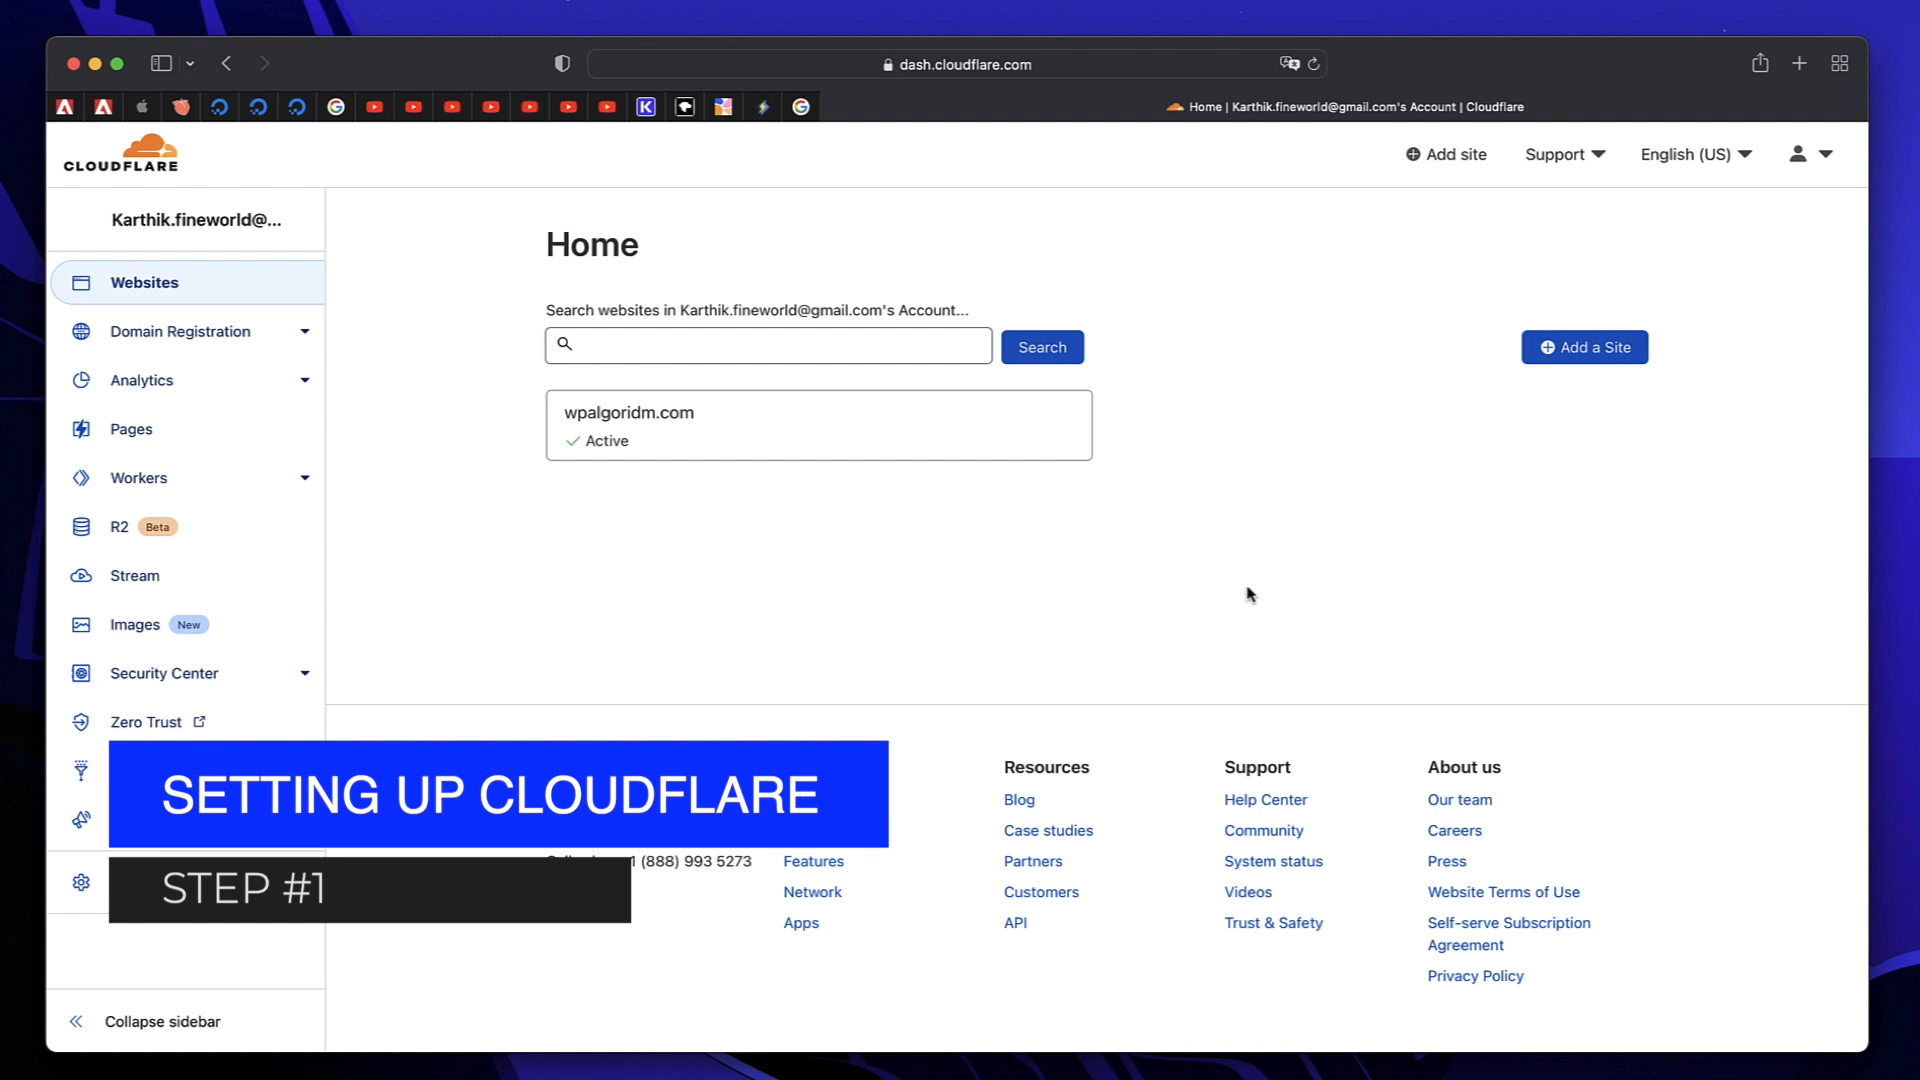 dash.cloudflare.com
Home | Karthik.fineworld@gmail.com's Account | Cloudflare
CLOUDFLARE
Add site
Support
English (US)
Karthik.fineworld@...
Websites
Domain Registration
Analytics
Pages
Workers
R2 Beta
Stream
Images New
Security Center
Zero Trust
Collapse sidebar
Home
Search websites in Karthik.fineworld@gmail.com's Account...
Search
Add a Site
wpalgoridm.com
Active
SETTING UP CLOUDFLARE
STEP #1
1 (888) 993 5273
Features
Network
Apps
Resources
Blog
Case studies
Partners
Customers
API
Support
Help Center
Community
System status
Videos
Trust & Safety
About us
Our team
Careers
Press
Website Terms of Use
Self-serve Subscription
Agreement
Privacy Policy